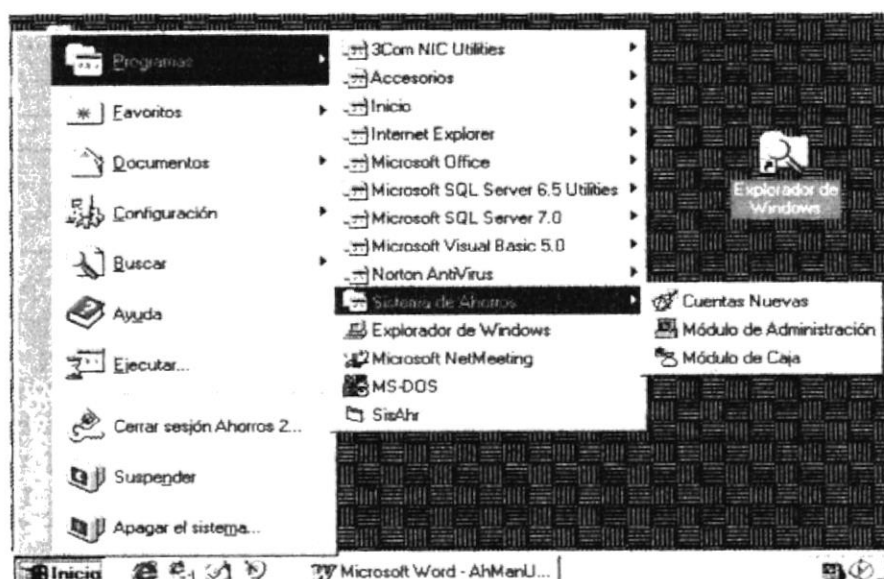 Programas
Favoritos
Documentos
Configuración
Buscar
Ayuda
Ejecutar...
Cerrar sesión Ahorros 2...
Suspender
Apagar el sistema...
3Com NIC Utilities
Accesorios
Inicio
Internet Explorer
Microsoft Office
Microsoft SQL Server 6.5 Utilities
Microsoft SQL Server 7.0
Microsoft Visual Basic 5.0
Norton AntiVirus
Sistema de Ahorros
Explorador de Windows
Microsoft NetMeeting
MS-DOS
SisAhr
Cuentas Nuevas
Módulo de Administración
Módulo de Caja
Explorador de
Windows
Inicio
Microsoft Word - AhManU...